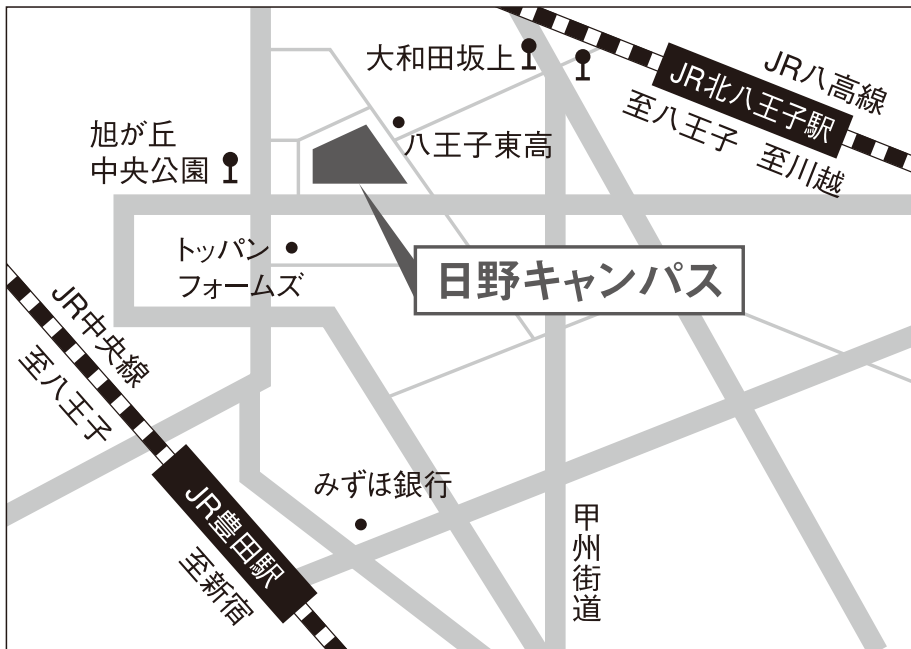 大和田坂上
JR八高線
JR北八王子駅
至八王子
至川越
旭が丘
中央公園
八王子東高
トッパン
フォームズ
日野キャンパス
JR中央線
至八王子
みずほ銀行
JR豊田駅
至新宿
甲州街道